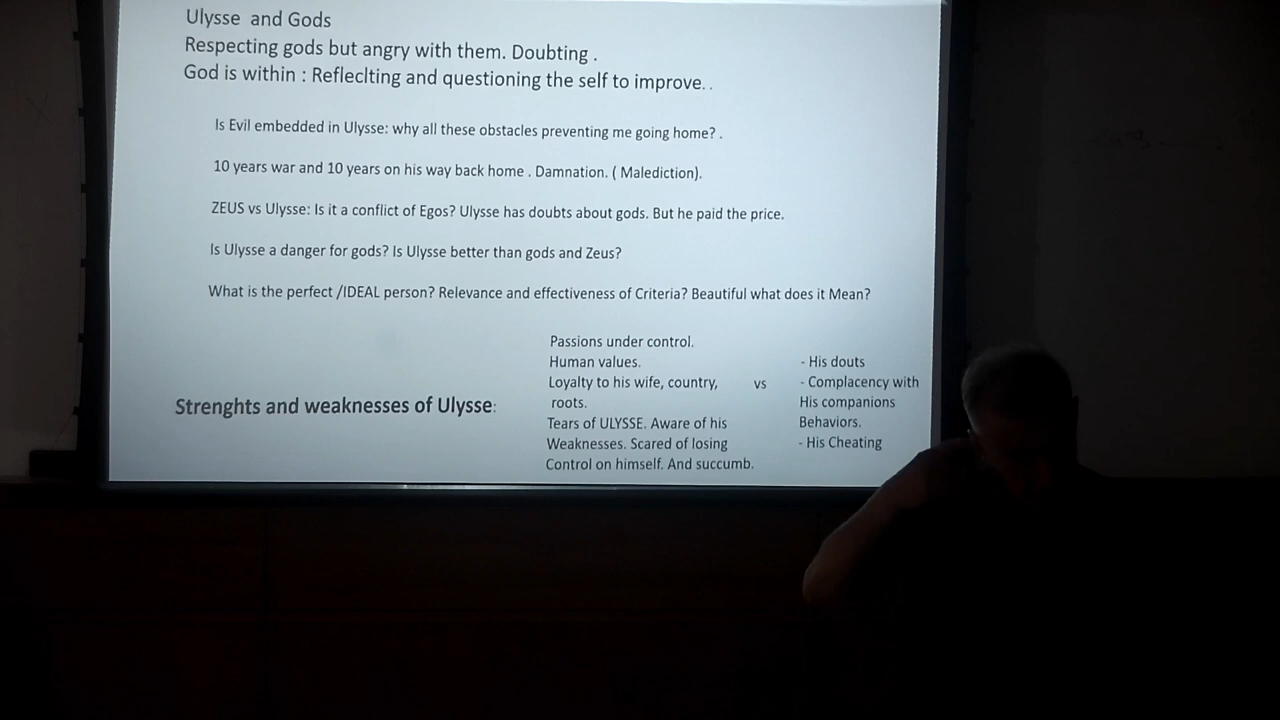 Ulysse and Gods
Respecting gods but angry with them. Doubting .
God is within : Refleclting and questioning the self to improve. .
Is Evil embedded in Ulysse: why all these obstacles preventing me going home? .
10 years war and 10 years on his way back home . Damnation. ( Malediction).
ZEUS vs Ulysse: Is it a conflict of Egos? Ulysse has doubts about gods. But he paid the price.
Is Ulysse a danger for gods? Is Ulysse better than gods and Zeus?
What is the perfect /IDEAL person? Relevance and effectiveness of Criteria? Beautiful what does it Mean?
Strenghts and weaknesses of Ulysse:
Passions under control.
Human values.
Loyalty to his wife, country,
roots.
Tears of ULYSSE. Aware of his
Weaknesses. Scared of losing
Control on himself. And succumb.
vs
- His douts
- Complacency with
His companions
Behaviors.
- His Cheating